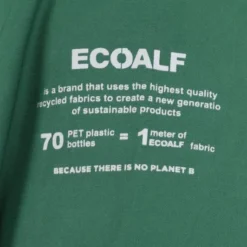 ECOALF
is a brand that uses the highest quality
recycled fabrics to create a new generation
of sustainable products
70 PET plastic bottles = 1 meter of ECOALF fabric
BECAUSE THERE IS NO PLANET B